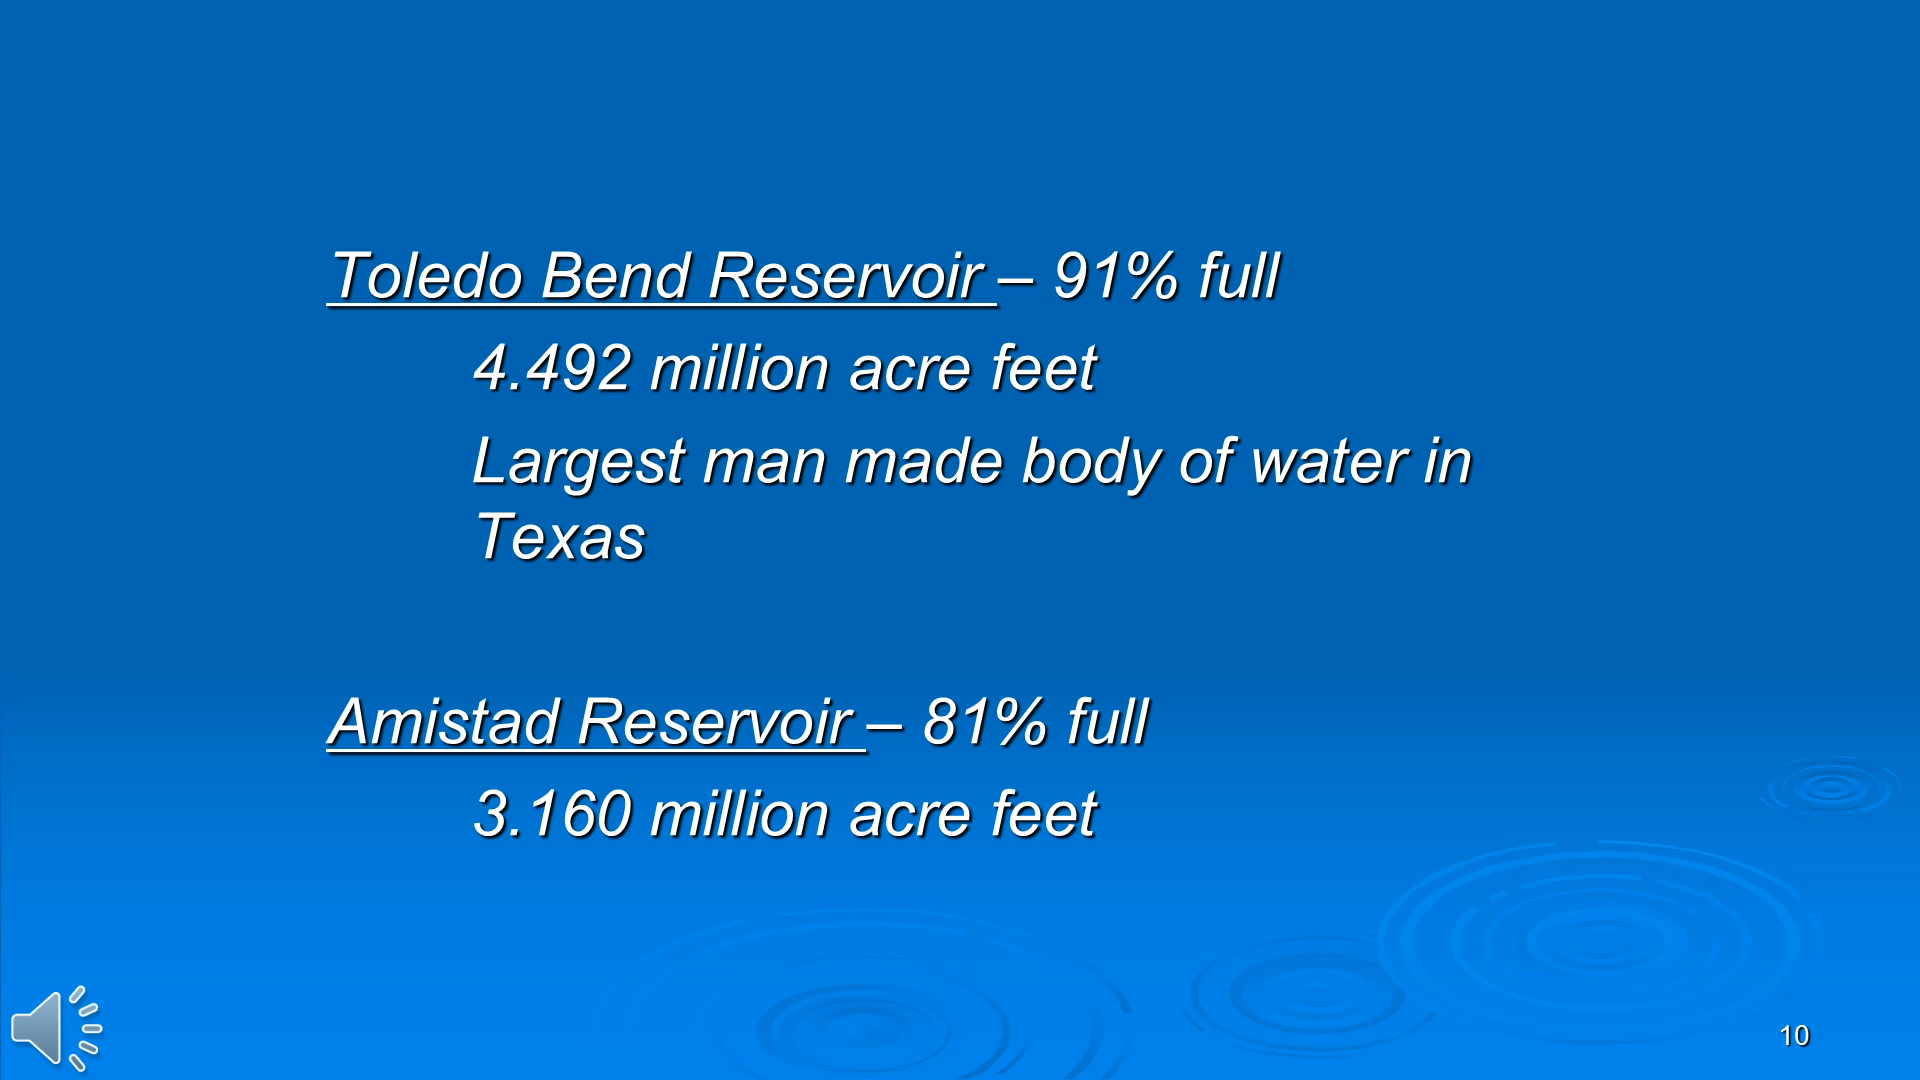 Toledo Bend Reservoir – 91% full
4.492 million acre feet
Largest man made body of water in
Texas
Amistad Reservoir – 81% full
3.160 million acre feet
10